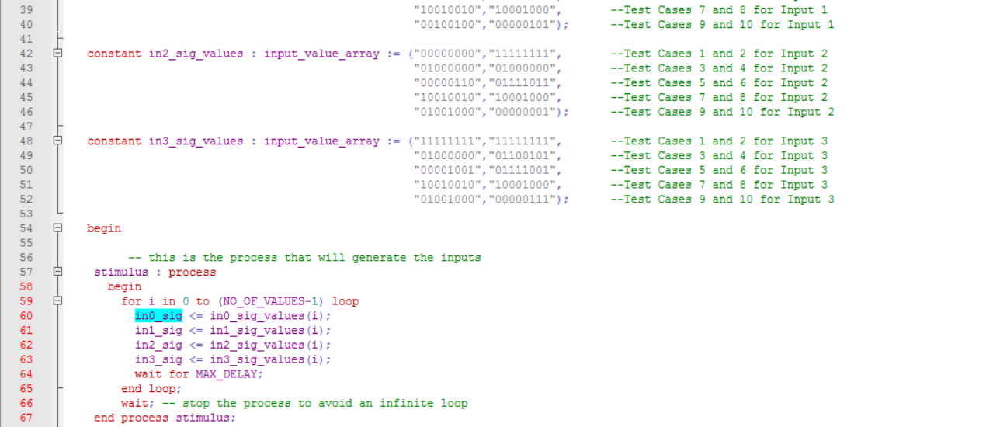 39 "10010010","10001000", --Test Cases 7 and 8 for Input 1
40 "00100100","00000101"); --Test Cases 9 and 10 for Input 1
41
42 constant in2_sig_values : input_value_array := ("00000000","11111111", --Test Cases 1 and 2 for Input 2
43 "01000000","01000000", --Test Cases 3 and 4 for Input 2
44 "00000110","01111011", --Test Cases 5 and 6 for Input 2
45 "10010010","10001000", --Test Cases 7 and 8 for Input 2
46 "01001000","00000001"); --Test Cases 9 and 10 for Input 2
47
48 constant in3_sig_values : input_value_array := ("11111111","11111111", --Test Cases 1 and 2 for Input 3
49 "01000000","01100101", --Test Cases 3 and 4 for Input 3
50 "00001001","01111001", --Test Cases 5 and 6 for Input 3
51 "10010010","10001000", --Test Cases 7 and 8 for Input 3
52 "01001000","00000111"); --Test Cases 9 and 10 for Input 3
53
54 begin
55
56 -- this is the process that will generate the inputs
57 stimulus : process
58 begin
59 for i in 0 to (NO_OF_VALUES-1) loop
60 in0_sig <= in0_sig_values(i);
61 in1_sig <= in1_sig_values(i);
62 in2_sig <= in2_sig_values(i);
63 in3_sig <= in3_sig_values(i);
64 wait for MAX_DELAY;
65 end loop;
66 wait; -- stop the process to avoid an infinite loop
67 end process stimulus;